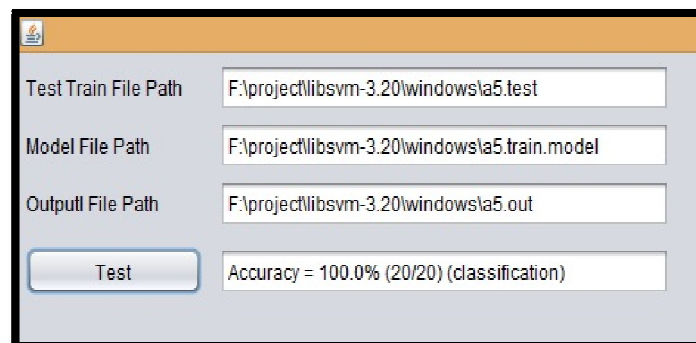 Test Train File Path F:\project\libsvm-3.20\windows\a5.test
Model File Path F:\project\libsvm-3.20\windows\a5.train.model
Outputl File Path F:\project\libsvm-3.20\windows\a5.out
Test Accuracy = 100.0% (20/20) (classification)